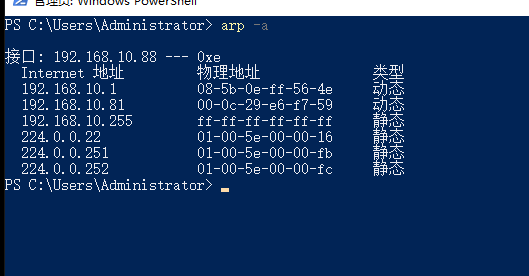 管理员: Windows PowerShell
PS C:\Users\Administrator> arp -a
接口: 192.168.10.88 --- 0xe
Internet 地址 物理地址 类型
192.168.10.1 08-5b-0e-ff-56-4e 动态
192.168.10.81 00-0c-29-e6-f7-59 动态
192.168.10.255 ff-ff-ff-ff-ff-ff 静态
224.0.0.22 01-00-5e-00-00-16 静态
224.0.0.251 01-00-5e-00-00-fb 静态
224.0.0.252 01-00-5e-00-00-fc 静态
PS C:\Users\Administrator>